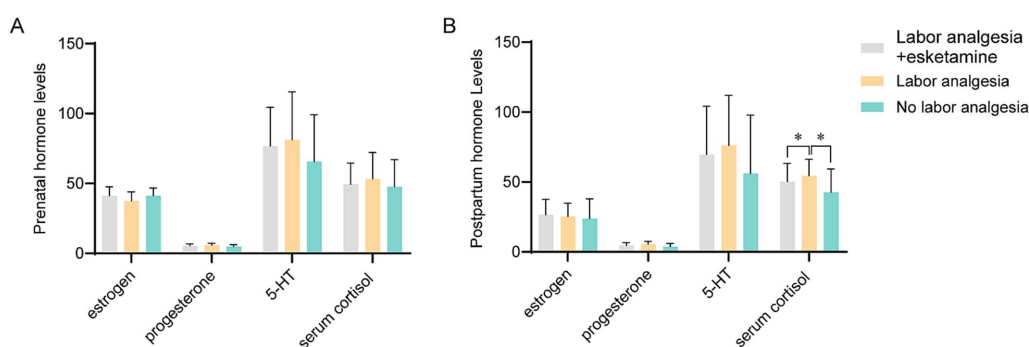 A
Prenatal hormone levels
150
100
50
0
estrogen
progesterone
5-HT
serum cortisol
B
Postpartum hormone Levels
150
100
50
0
* *
estrogen
progesterone
5-HT
serum cortisol
Labor analgesia
+esketamine
Labor analgesia
No labor analgesia